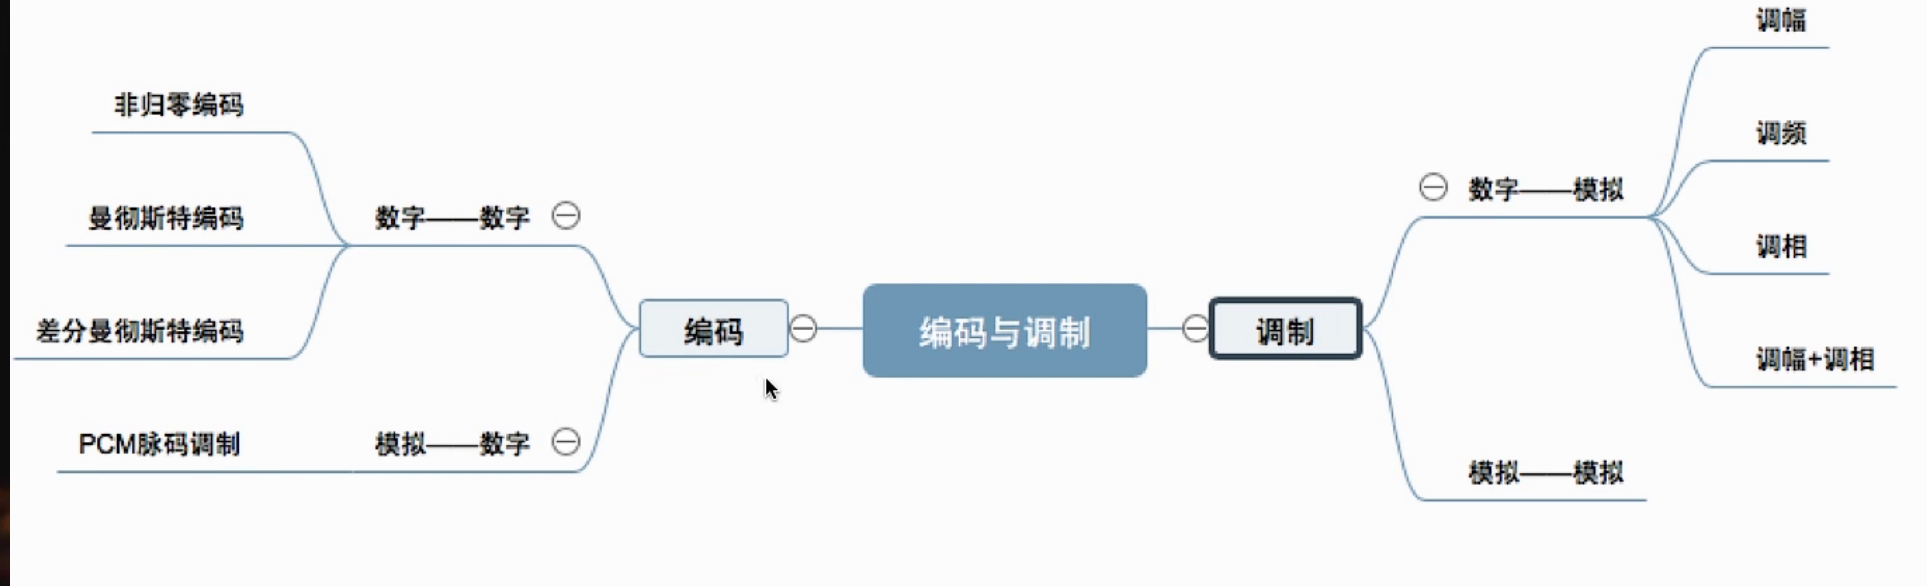 编码与调制
编码
数字——数字
非归零编码
曼彻斯特编码
差分曼彻斯特编码
模拟——数字
PCM脉码调制
调制
数字——模拟
调幅
调频
调相
调幅+调相
模拟——模拟